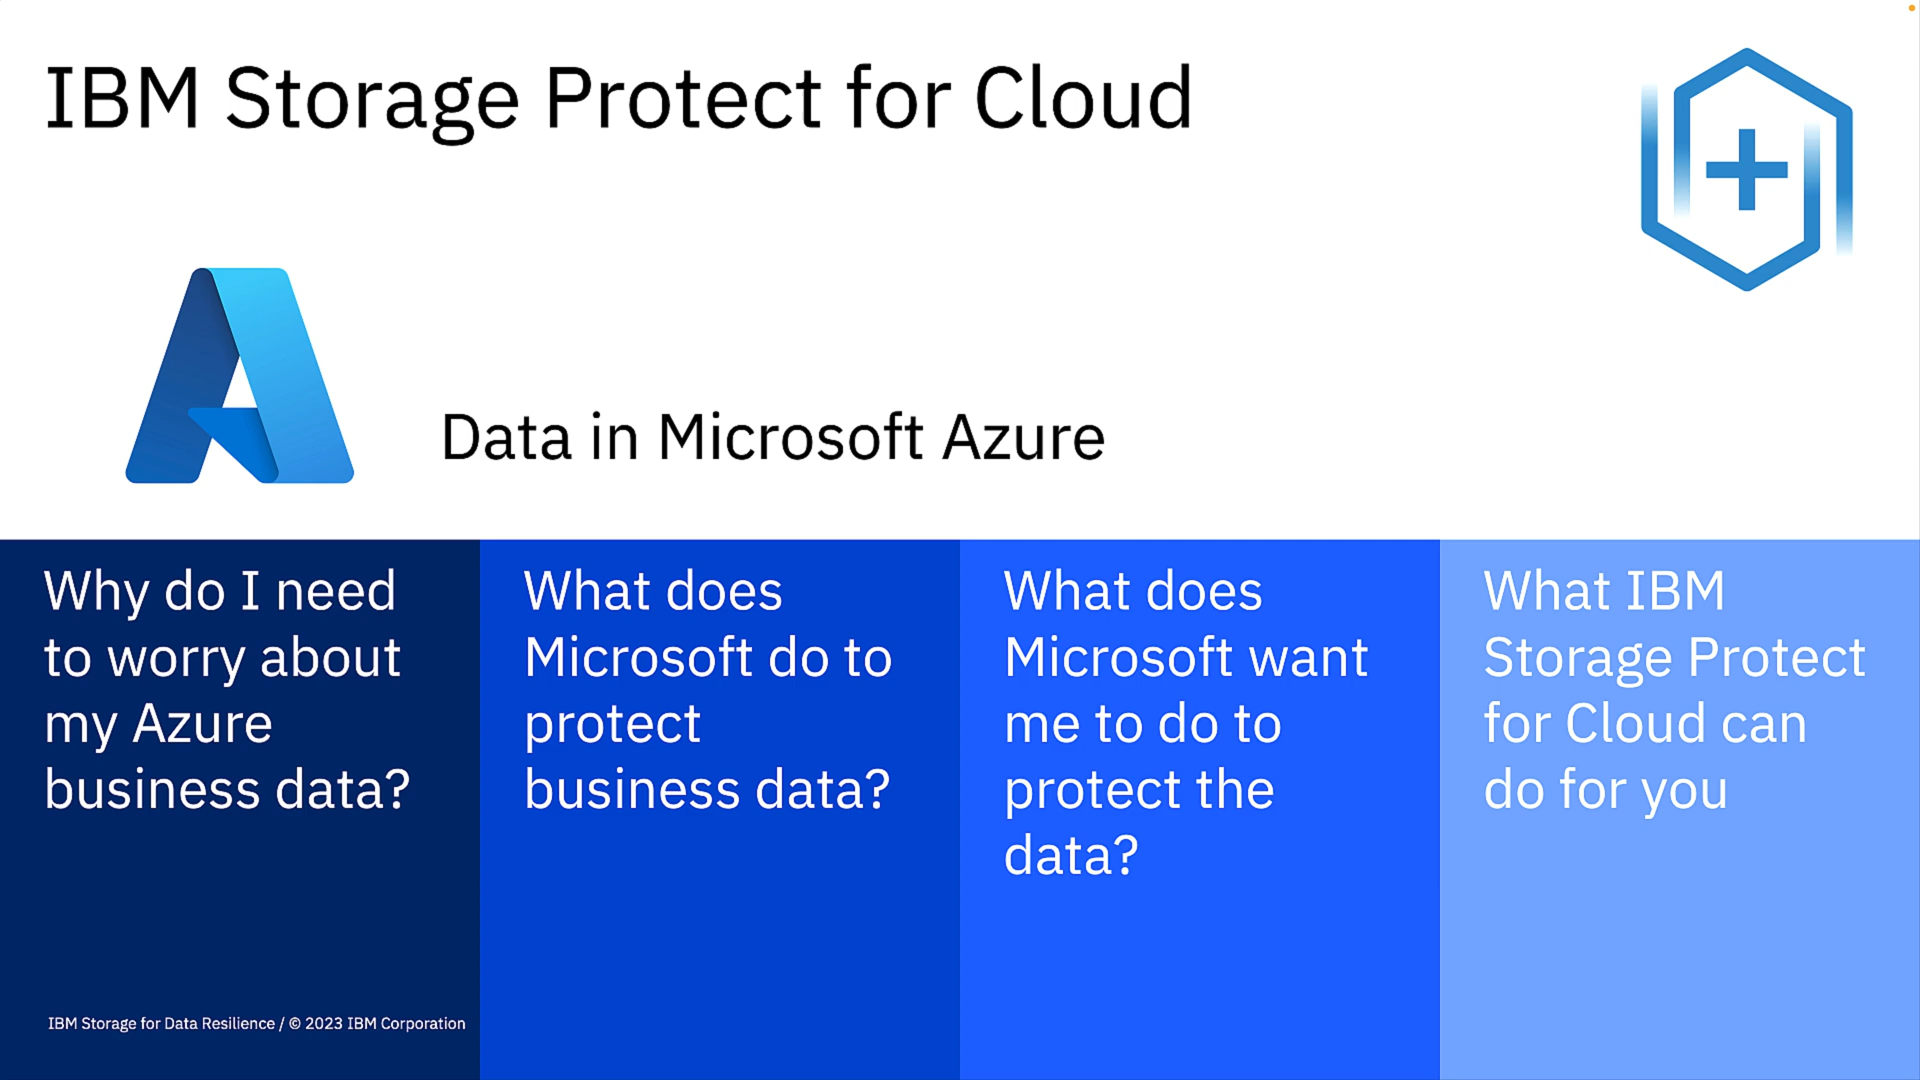 IBM Storage Protect for Cloud
Data in Microsoft Azure
Why do I need
to worry about
my Azure
business data?
What does
Microsoft do to
protect
business data?
What does
Microsoft want
me to do to
protect the
data?
What IBM
Storage Protect
for Cloud can
do for you
IBM Storage for Data Resilience / © 2023 IBM Corporation